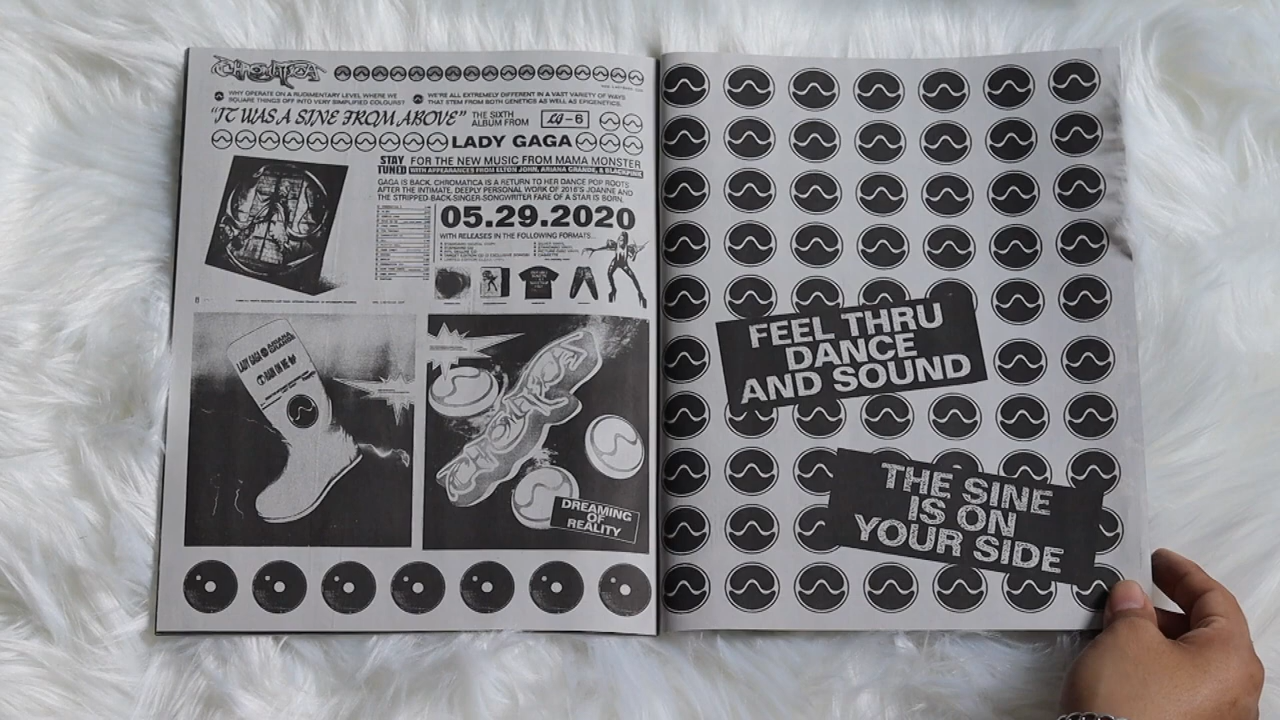 CHROMATICA
WHY OPERATE ON A RUDIMENTARY LEVEL WHERE WE
SQUARE THINGS OFF INTO VERY SIMPLIFIED COLOURS?
WE'RE ALL EXTREMELY DIFFERENT IN A VAST VARIETY OF WAYS
THAT STEM FROM BOTH GENETICS AS WELL AS EPIGENETICS.
"IT WAS A SINE FROM ABOVE"
THE SIXTH
ALBUM FROM
LG-6
LADY GAGA
STAY
TUNED
FOR THE NEW MUSIC FROM MAMA MONSTER
WITH APPEARANCES FROM ELTON JOHN, ARIANA GRANDE, & BLACKPINK
GAGA IS BACK. CHROMATICA IS A RETURN TO HER DANCE POP ROOTS
AFTER THE INTIMATE, DEEPLY PERSONAL WORK OF 2016'S JOANNE AND
THE STRIPPED-BACK-SINGER-SONGWRITER FARE OF A STAR IS BORN.
05.29.2020
WITH RELEASES IN THE FOLLOWING FORMATS...
LADY GAGA
ARIANA
GRANDE
RAIN ON ME
CHROMATICA
DREAMING
OF
REALITY
FEEL THRU
DANCE
AND SOUND
THE SINE
IS ON
YOUR SIDE